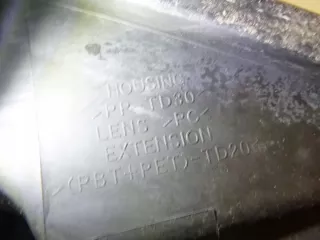 HOUSING
>PP-TD30<
LENS >PC<
EXTENSION
>(PBT+PET)-TD20